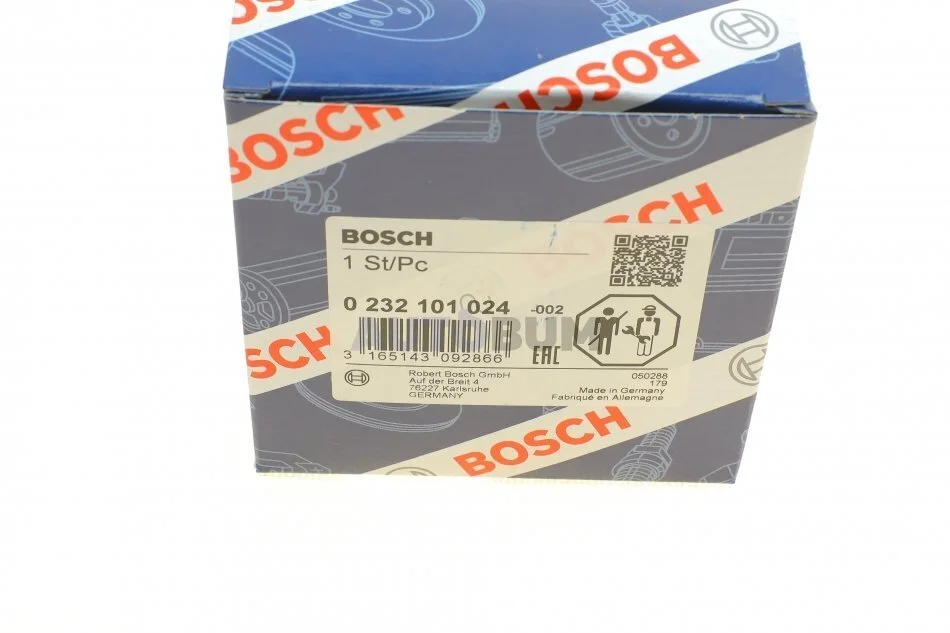 BOSCH
BOSCH
BOSCH
BOSCH
1 St/Pc
0 232 101 024 -002
3 165143 092866
EAC
Robert Bosch GmbH
Auf der Breit 4
76227 Karlsruhe
GERMANY
050288
179
Made in Germany
Fabriqué en Allemagne
BOSCH